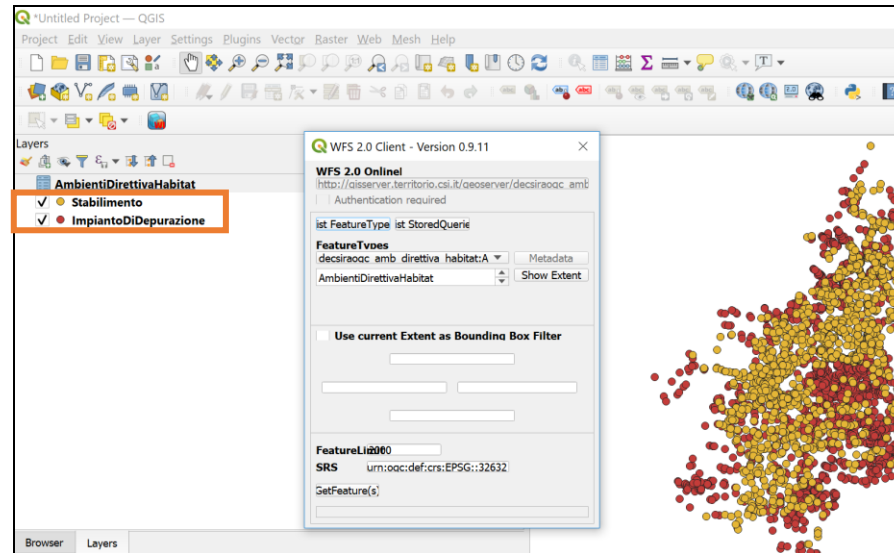 *Untitled Project — QGIS
Project Edit View Layer Settings Plugins Vector Raster Web Mesh Help
Layers
AmbientiDirettivaHabitat
Stabilimento
ImpiantoDiDepurazione
WFS 2.0 Client - Version 0.9.11
WFS 2.0 Onlinel
http://gisserver.territorio.csi.it/geoserver/decsiraogc_amb
Authentication required
ist FeatureType ist StoredQuerie
FeatureTypes
decsiraogc_amb_direttiva_habitat:A Metadata
AmbientiDirettivaHabitat Show Extent
Use current Extent as Bounding Box Filter
FeatureLimit
SRS urn:ogc:def:crs:EPSG::32632
GetFeature(s)
Browser Layers